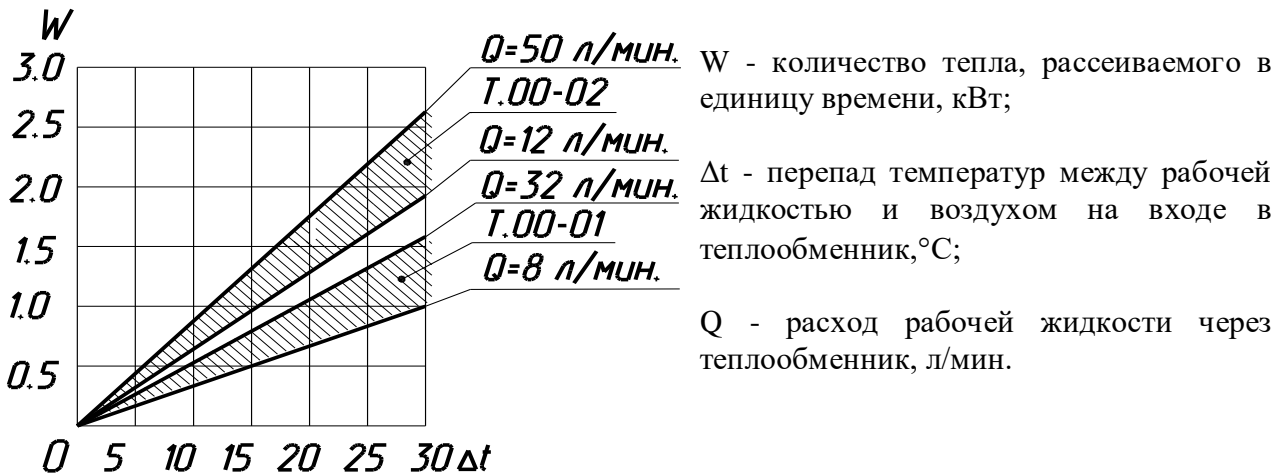 W
3.0
2.5
2.0
1.5
1.0
0.5
0 5 10 15 20 25 30 Δt
Q=50 л/мин.
Т.00-02
Q=12 л/мин.
Q=32 л/мин.
Т.00-01
Q=8 л/мин.
W - количество тепла, рассеиваемого в
единицу времени, кВт;
Δt - перепад температур между рабочей
жидкостью и воздухом на входе в
теплообменник,°С;
Q - расход рабочей жидкости через
теплообменник, л/мин.